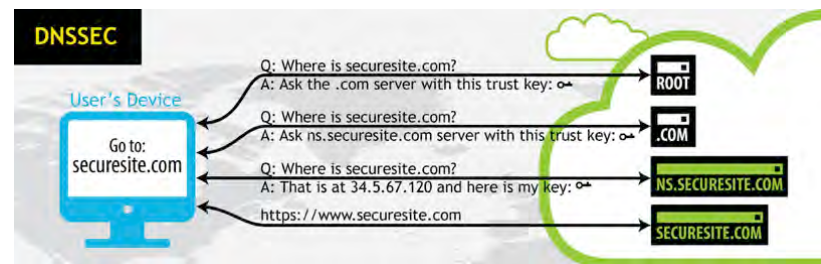 DNSSEC
Q: Where is securesite.com?
A: Ask the .com server with this trust key:
ROOT
User's Device
Go to:
securesite.com
Q: Where is securesite.com?
A: Ask ns.securesite.com server with this trust key:
.COM
Q: Where is securesite.com?
A: That is at 34.5.67.120 and here is my key:
NS.SECURESITE.COM
https://www.securesite.com
SECURESITE.COM